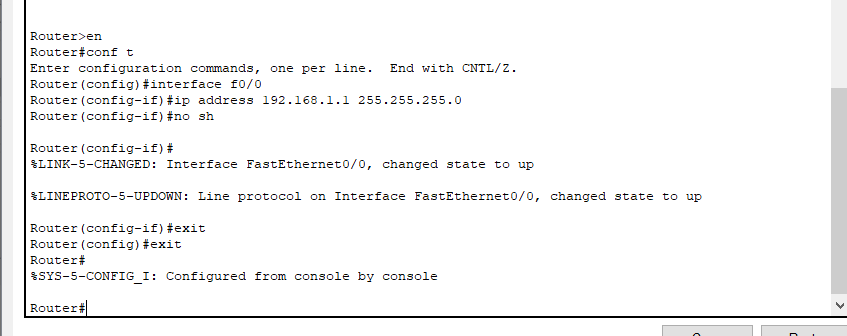 Router>en
Router#conf t
Enter configuration commands, one per line.  End with CNTL/Z.
Router(config)#interface f0/0
Router(config-if)#ip address 192.168.1.1 255.255.255.0
Router(config-if)#no sh
Router(config-if)#
%LINK-5-CHANGED: Interface FastEthernet0/0, changed state to up
%LINEPROTO-5-UPDOWN: Line protocol on Interface FastEthernet0/0, changed state to up
Router(config-if)#exit
Router(config)#exit
Router#
%SYS-5-CONFIG_I: Configured from console by console
Router#